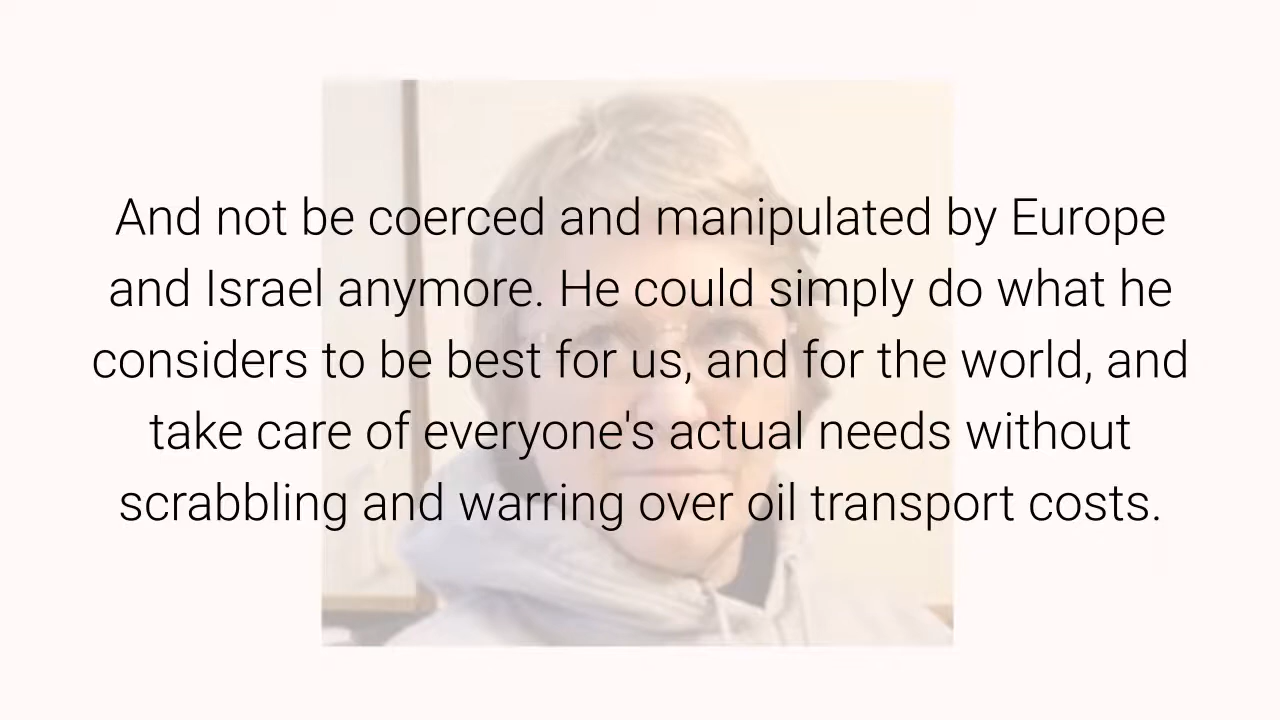 And not be coerced and manipulated by Europe
and Israel anymore. He could simply do what he
considers to be best for us, and for the world, and
take care of everyone's actual needs without
scrabbling and warring over oil transport costs.